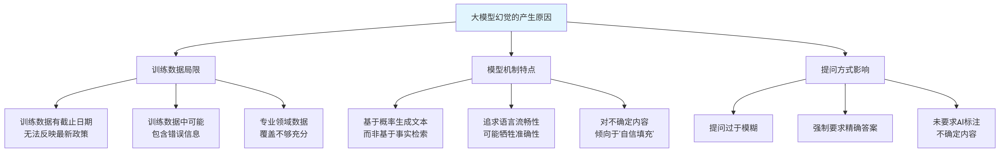 大模型幻觉的产生原因
训练数据局限
模型机制特点
提问方式影响
训练数据有截止日期
无法反映最新政策
训练数据中可能
包含错误信息
专业领域数据
覆盖不够充分
基于概率生成文本
而非基于事实检索
追求语言流畅性
可能牺牲准确性
对不确定内容
倾向于'自信填充'
提问过于模糊
强制要求精确答案
未要求AI标注
不确定内容